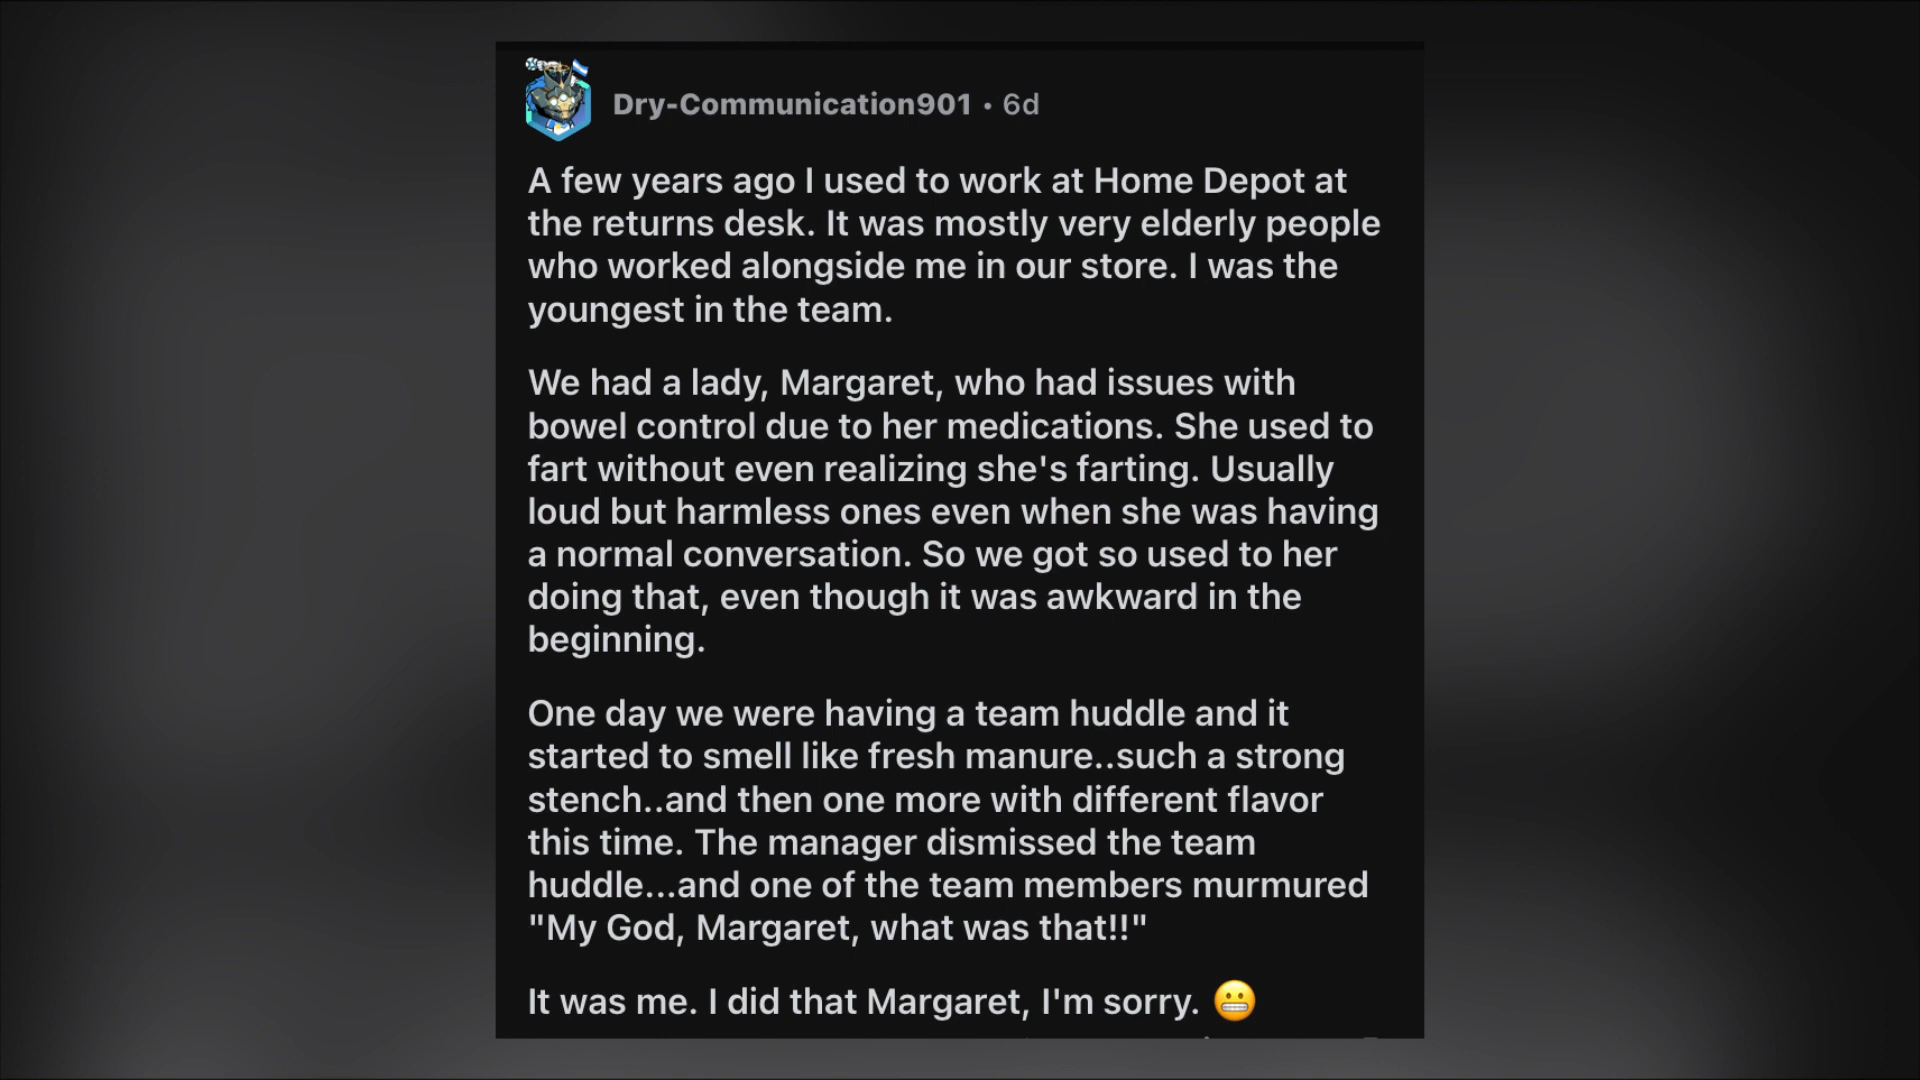 Dry-Communication901 • 6d
A few years ago I used to work at Home Depot at
the returns desk. It was mostly very elderly people
who worked alongside me in our store. I was the
youngest in the team.
We had a lady, Margaret, who had issues with
bowel control due to her medications. She used to
fart without even realizing she's farting. Usually
loud but harmless ones even when she was having
a normal conversation. So we got so used to her
doing that, even though it was awkward in the
beginning.
One day we were having a team huddle and it
started to smell like fresh manure..such a strong
stench..and then one more with different flavor
this time. The manager dismissed the team
huddle...and one of the team members murmured
"My God, Margaret, what was that!!"
It was me. I did that Margaret, I'm sorry. 😬